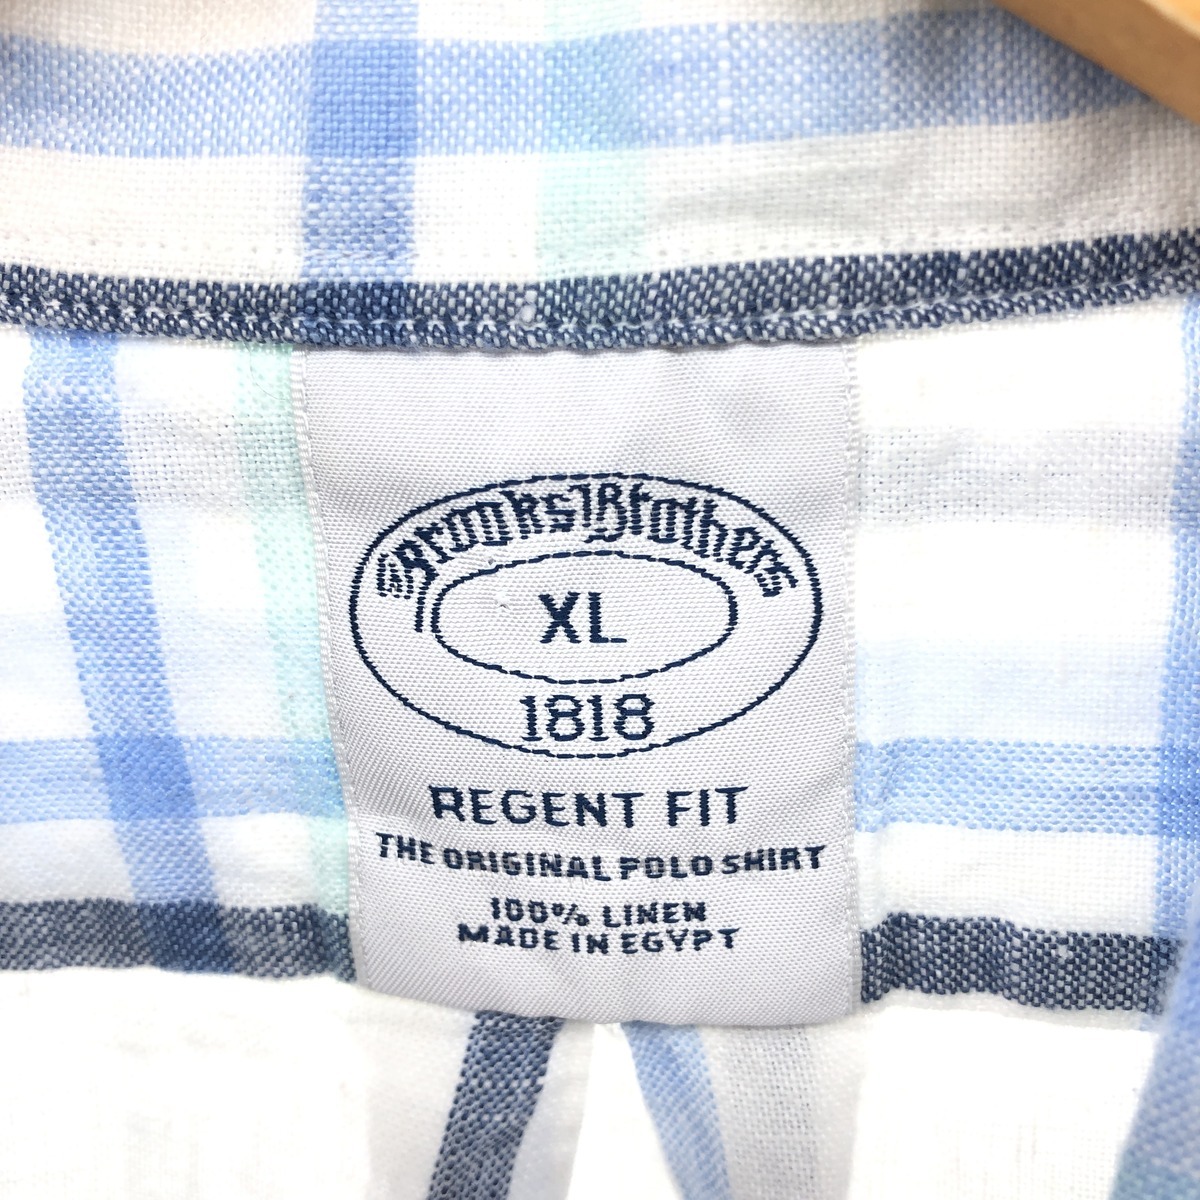 Brooks Brothers
XL
1818
REGENT FIT
THE ORIGINAL POLO SHIRT
100% LINEN
MADE IN EGYPT